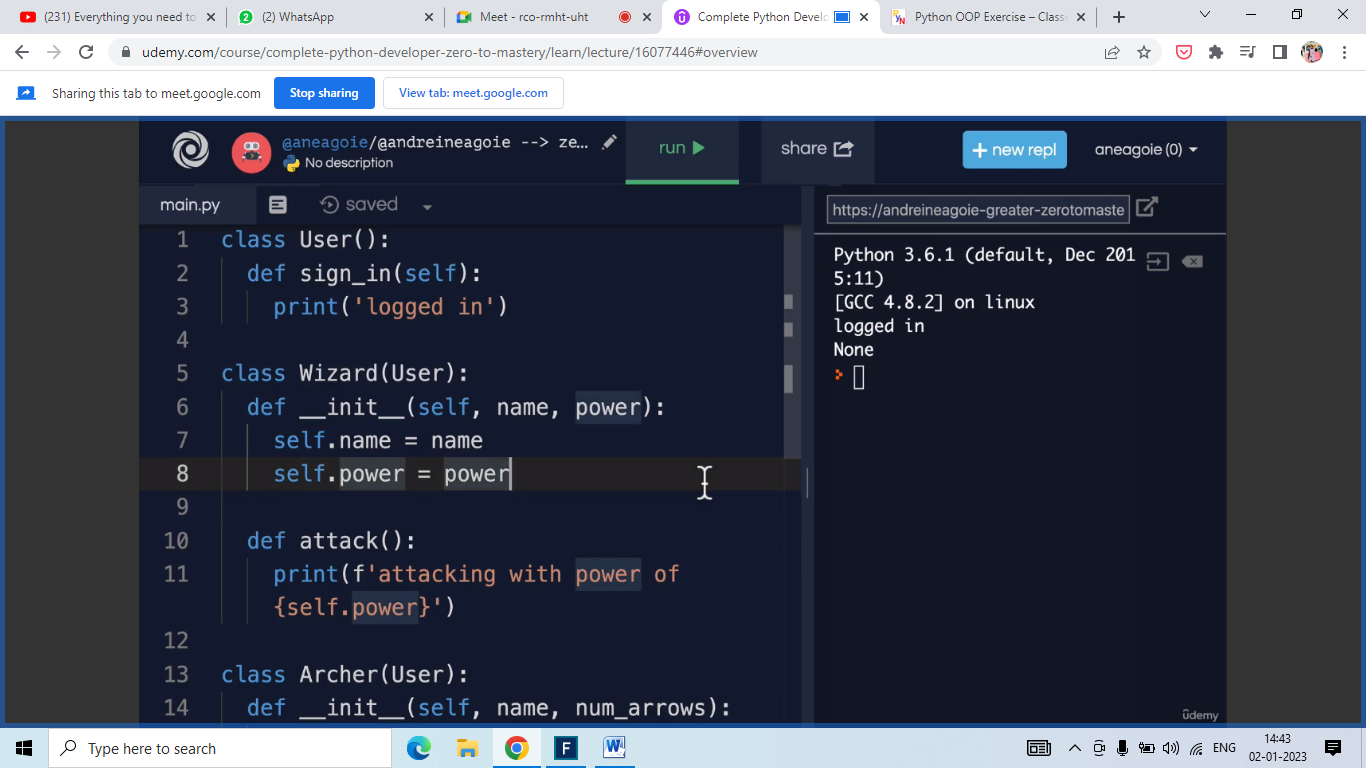 (231) Everything you need to
(2) WhatsApp
Meet - rco-rmht-uht
Complete Python Develo
Python OOP Exercise – Classe
udemy.com/course/complete-python-developer-zero-to-mastery/learn/lecture/16077446#overview
Sharing this tab to meet.google.com
Stop sharing
View tab: meet.google.com
@aneagoie/@andreineagoie --> ze...
No description
run
share
+ new repl
aneagoie (0)
main.py
saved
https://andreineagoie-greater-zerotomaste
1 class User():
2 def sign_in(self):
3 print('logged in')
4
5 class Wizard(User):
6 def __init__(self, name, power):
7 self.name = name
8 self.power = power
9
10 def attack():
11 print(f'attacking with power of
{self.power}')
12
13 class Archer(User):
14 def __init__(self, name, num_arrows):
Python 3.6.1 (default, Dec 201
5:11)
[GCC 4.8.2] on linux
logged in
None
udemy
Type here to search
F
W
ENG
14:43
02-01-2023